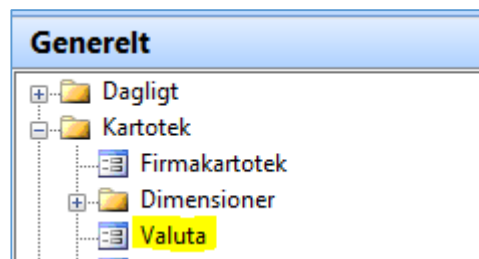 Generelt
Dagligt
Kartotek
Firmakartotek
Dimensioner
Valuta